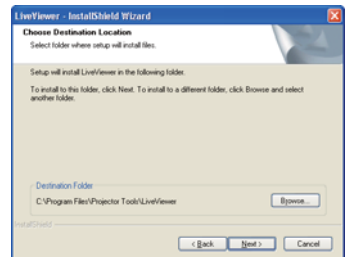 LiveViewer - InstallShield Wizard
Choose Destination Location
Select folder where setup will install files.
Setup will install LiveViewer in the following folder.
To install to this folder, click Next. To install to a different folder, click Browse and select
another folder.
Destination Folder
C:\Program Files\Projector Tools\LiveViewer
Browse...
InstallShield
< Back
Next >
Cancel